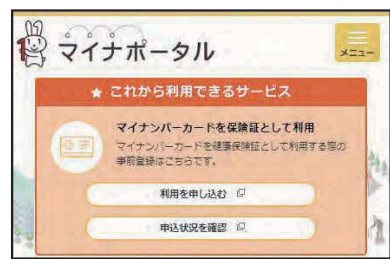 マイナポータル
メニュー
★ これから利用できるサービス
マイナンバーカードを保険証として利用
マイナンバーカードを健康保険証として利用する際の
事前登録はこちらです。
利用を申し込む
申込状況を確認